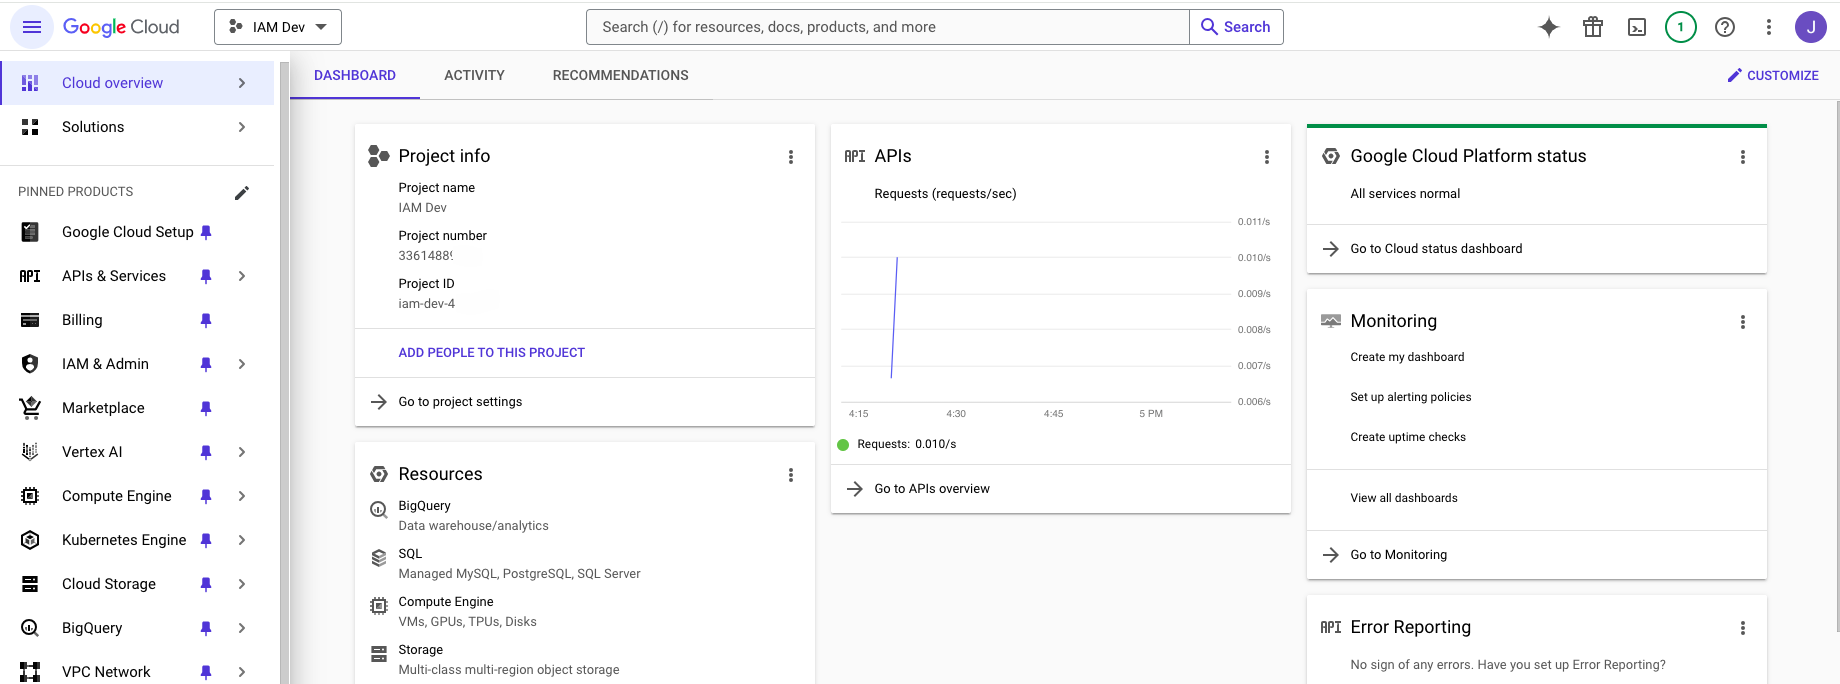 Google Cloud
IAM Dev
Search (/) for resources, docs, products, and more
Search
1
J
Cloud overview
Solutions
PINNED PRODUCTS
Google Cloud Setup
API APIs & Services
Billing
IAM & Admin
Marketplace
Vertex AI
Compute Engine
Kubernetes Engine
Cloud Storage
BigQuery
VPC Network
DASHBOARD
ACTIVITY
RECOMMENDATIONS
CUSTOMIZE
Project info
Project name
IAM Dev
Project number
33614889
Project ID
iam-dev-4
ADD PEOPLE TO THIS PROJECT
Go to project settings
Resources
BigQuery
Data warehouse/analytics
SQL
Managed MySQL, PostgreSQL, SQL Server
Compute Engine
VMs, GPUs, TPUs, Disks
Storage
Multi-class multi-region object storage
API APIs
Requests (requests/sec)
0.011/s
0.010/s
0.009/s
0.008/s
0.007/s
0.006/s
4:15
4:30
4:45
5 PM
Requests: 0.010/s
Go to APIs overview
Google Cloud Platform status
All services normal
Go to Cloud status dashboard
Monitoring
Create my dashboard
Set up alerting policies
Create uptime checks
View all dashboards
Go to Monitoring
API Error Reporting
No sign of any errors. Have you set up Error Reporting?